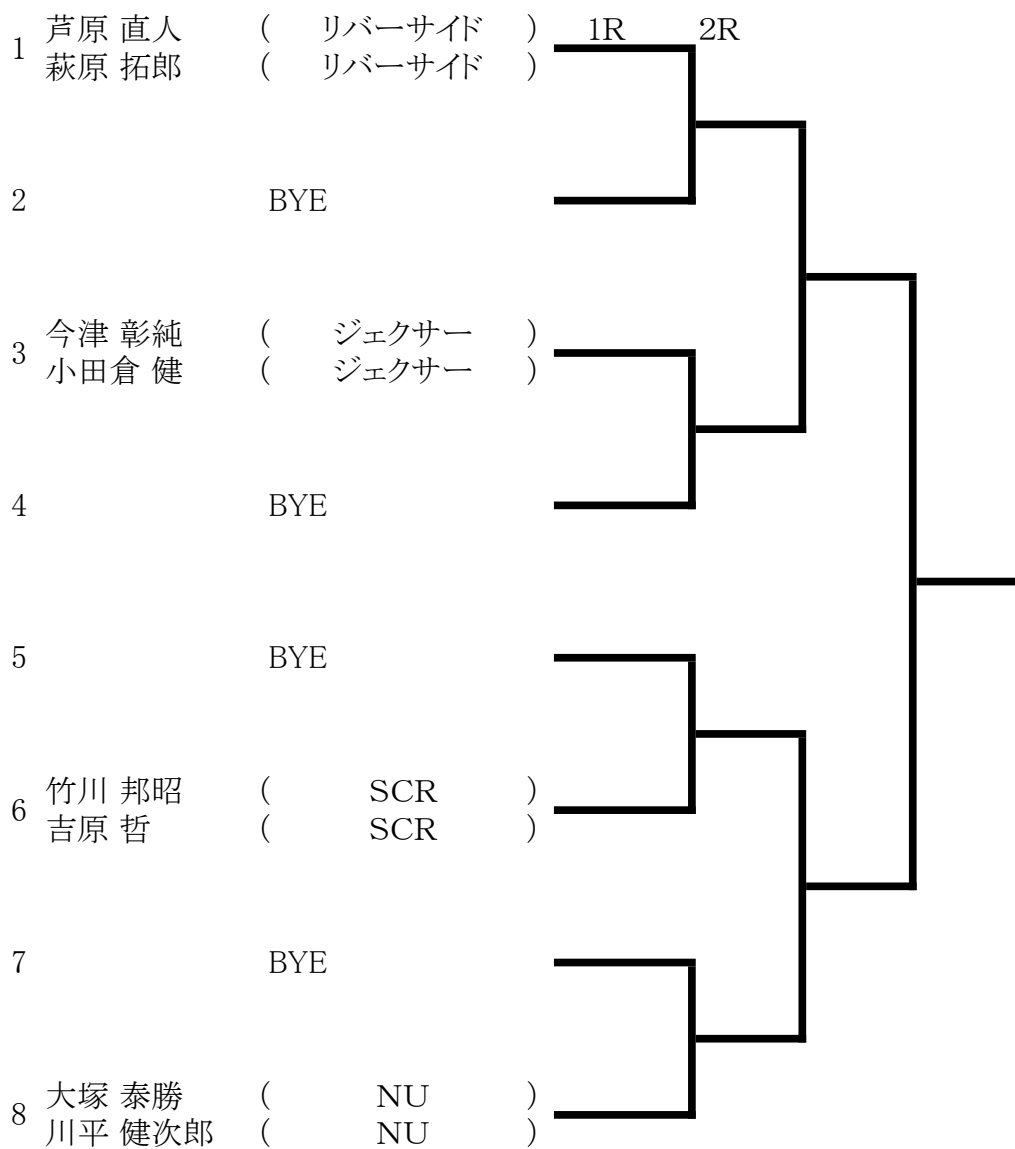 1R 2R
1 芦原 直人 ( リバーサイド )
萩原 拓郎 ( リバーサイド )
2 BYE
3 今津 彰純 ( ジェクサー )
小田倉 健 ( ジェクサー )
4 BYE
5 BYE
6 竹川 邦昭 ( SCR )
吉原 哲 ( SCR )
7 BYE
8 大塚 泰勝 ( NU )
川平 健次郎 ( NU )